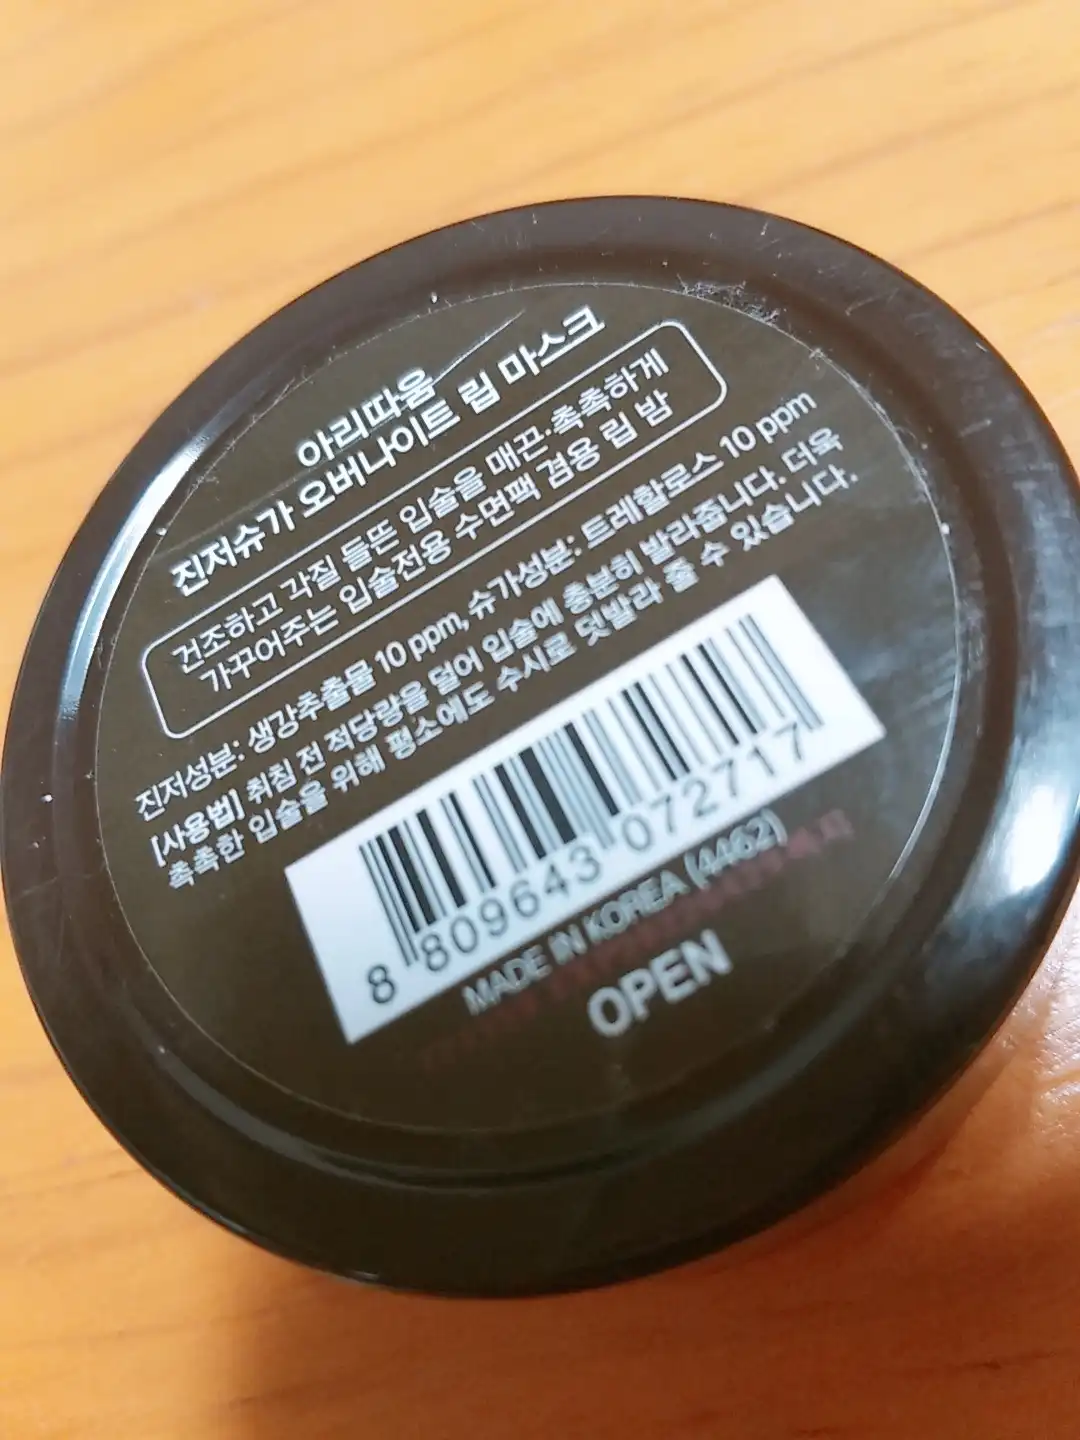 아리따움
진저슈가 오버나이트 립 마스크
건조하고 각질 들뜬 입술을 매끈·촉촉하게
가꾸어주는 입술전용 수면팩 겸용 립 밤
진저성분: 생강추출물 10 ppm, 슈가성분: 트레할로스 10 ppm
[사용법] 취침 전 적당량을 덜어 입술에 충분히 발라줍니다. 더욱
촉촉한 입술을 위해 평소에도 수시로 덧발라 줄 수 있습니다.
8 809643 072717
MADE IN KOREA (4462)
OPEN